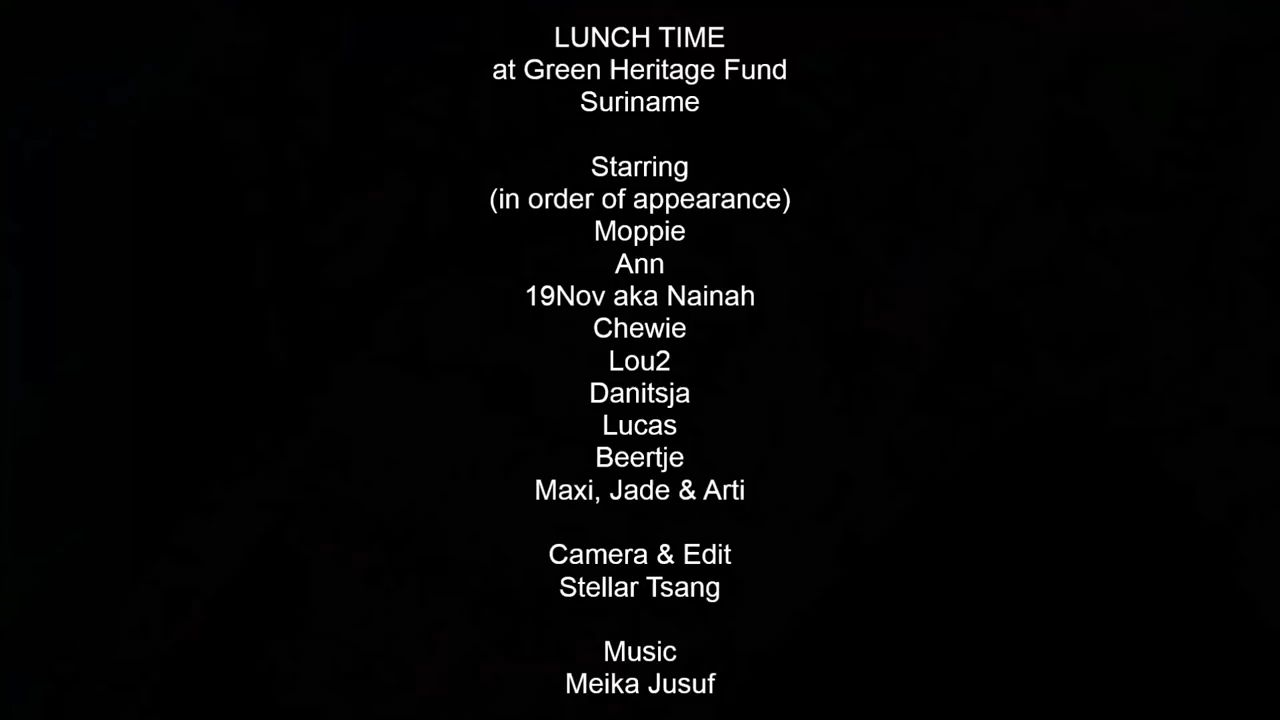 LUNCH TIME
at Green Heritage Fund
Suriname
Starring
(in order of appearance)
Moppie
Ann
19Nov aka Nainah
Chewie
Lou2
Danitsja
Lucas
Beertje
Maxi, Jade & Arti
Camera & Edit
Stellar Tsang
Music
Meika Jusuf